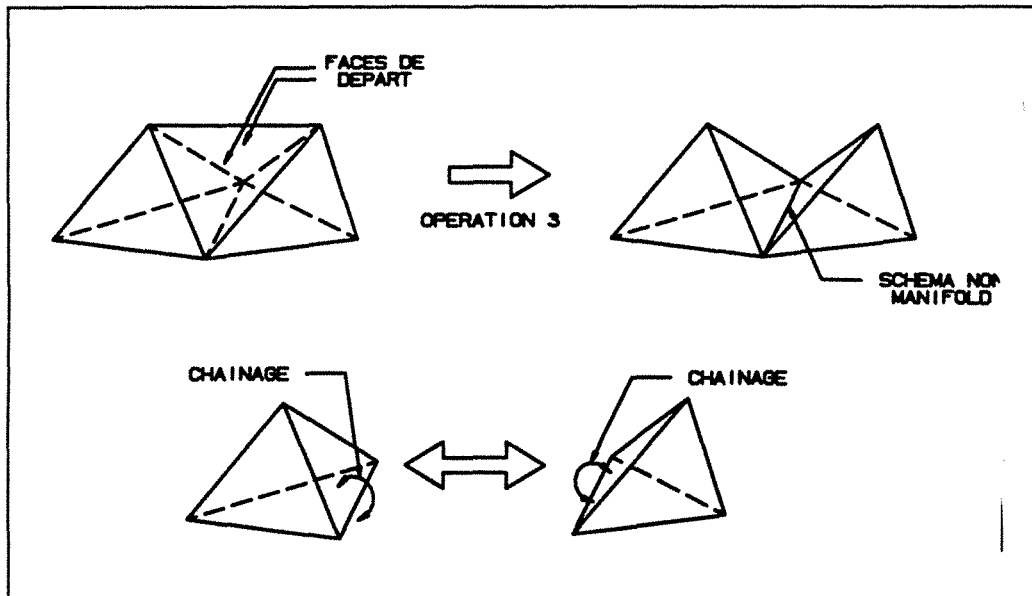 FACES DE
DEPART
OPERATION 3
SCHEMA NON
MANIFOLD
CHAINAGE
CHAINAGE